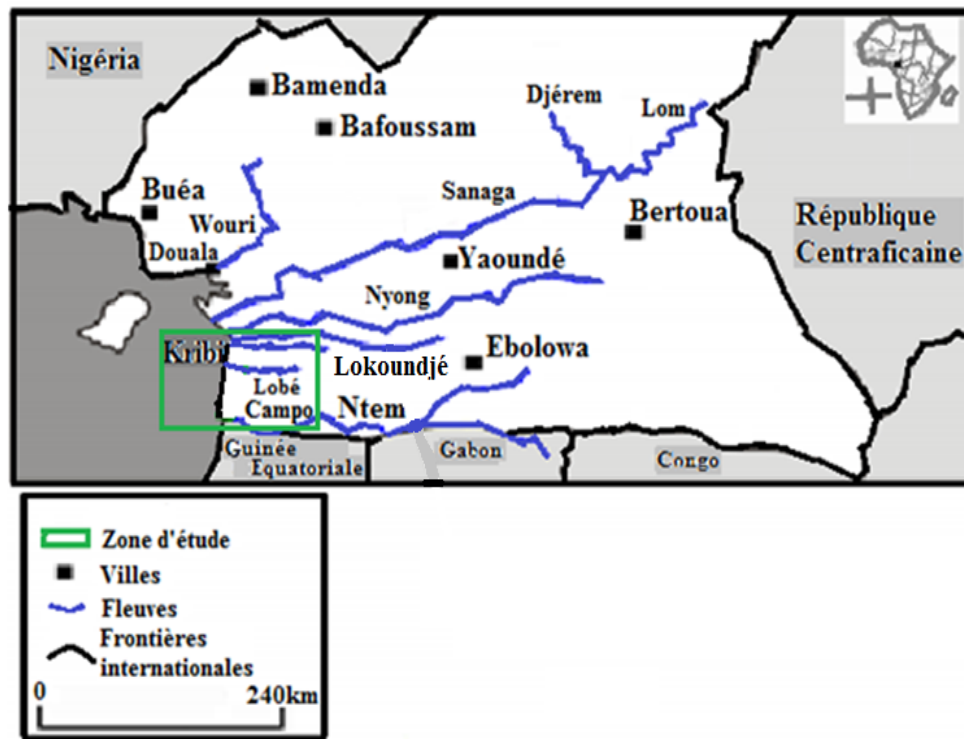 Nigéria
Bamenda
Bafoussam
Djérem
Lom
Buéa
Wouri
Douala
Sanaga
Bertoua
République
Centraficaine
Yaoundé
Nyong
Kribi
Lokoundjé
Ebolowa
Lobé
Campo
Ntem
Guinée
Equatoriale
Gabon
Congo
Zone d'étude
Villes
Fleuves
Frontières
internationales
0 240km